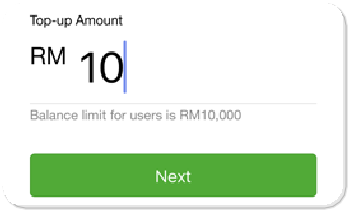 Top-up Amount
RM 10
Balance limit for users is RM10,000
Next